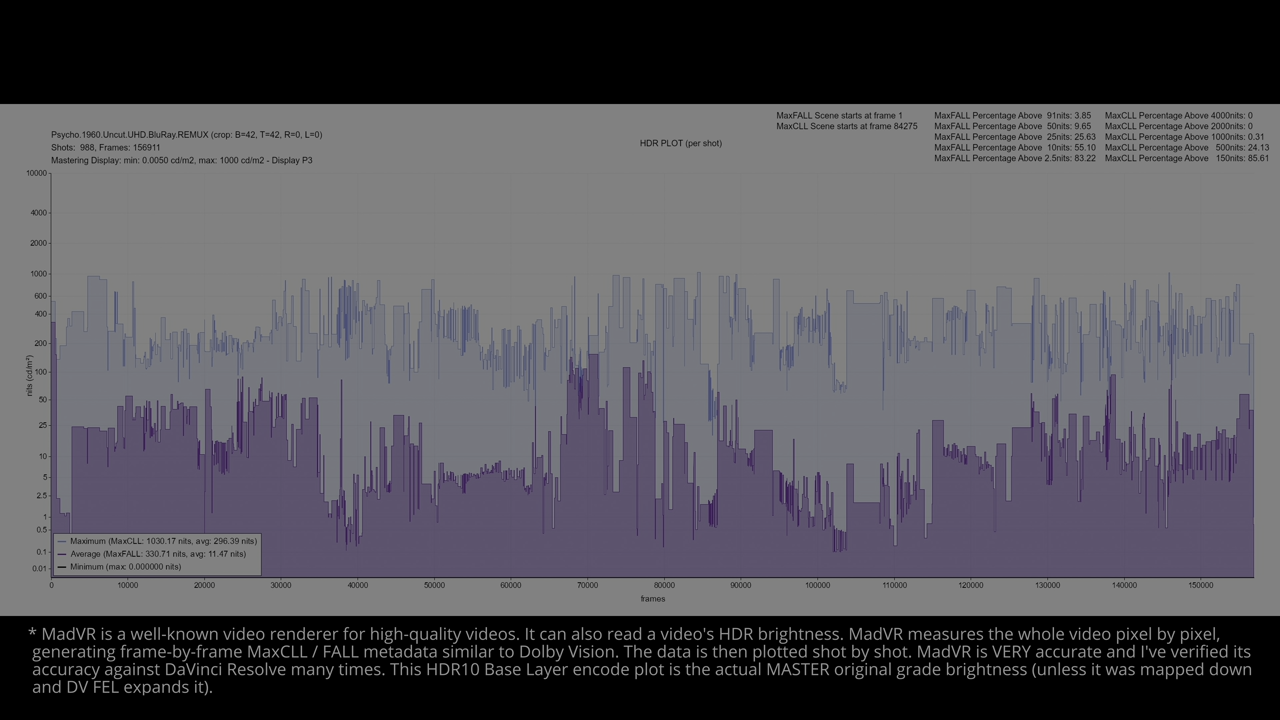 MaxFALL Scene starts at frame 1
MaxCLL Scene starts at frame 84275
MaxFALL Percentage Above 91nits: 3.85 MaxCLL Percentage Above 4000nits: 0
MaxFALL Percentage Above 50nits: 9.65 MaxCLL Percentage Above 2000nits: 0
MaxFALL Percentage Above 25nits: 25.63 MaxCLL Percentage Above 1000nits: 0.31
MaxFALL Percentage Above 10nits: 55.10 MaxCLL Percentage Above 500nits: 24.13
MaxFALL Percentage Above 2.5nits: 83.22 MaxCLL Percentage Above 150nits: 85.61
Psycho.1960.Uncut.UHD.BluRay.REMUX (crop: B=42, T=42, R=0, L=0)
Shots: 988, Frames: 156911
Mastering Display: min: 0.0050 cd/m2, max: 1000 cd/m2 - Display P3
HDR PLOT (per shot)
10000
4000
2000
1000
600
400
200
100
50
25
10
5
2.5
1
0.5
0.1
0.01
nits (cd/m²)
Maximum (MaxCLL: 1030.17 nits, avg: 296.39 nits)
Average (MaxFALL: 330.71 nits, avg: 11.47 nits)
Minimum (max: 0.000000 nits)
0 10000 20000 30000 40000 50000 60000 70000 80000 90000 100000 110000 120000 130000 140000 150000
frames
* MadVR is a well-known video renderer for high-quality videos. It can also read a video's HDR brightness. MadVR measures the whole video pixel by pixel,
generating frame-by-frame MaxCLL / FALL metadata similar to Dolby Vision. The data is then plotted shot by shot. MadVR is VERY accurate and I've verified its
accuracy against DaVinci Resolve many times. This HDR10 Base Layer encode plot is the actual MASTER original grade brightness (unless it was mapped down
and DV FEL expands it).